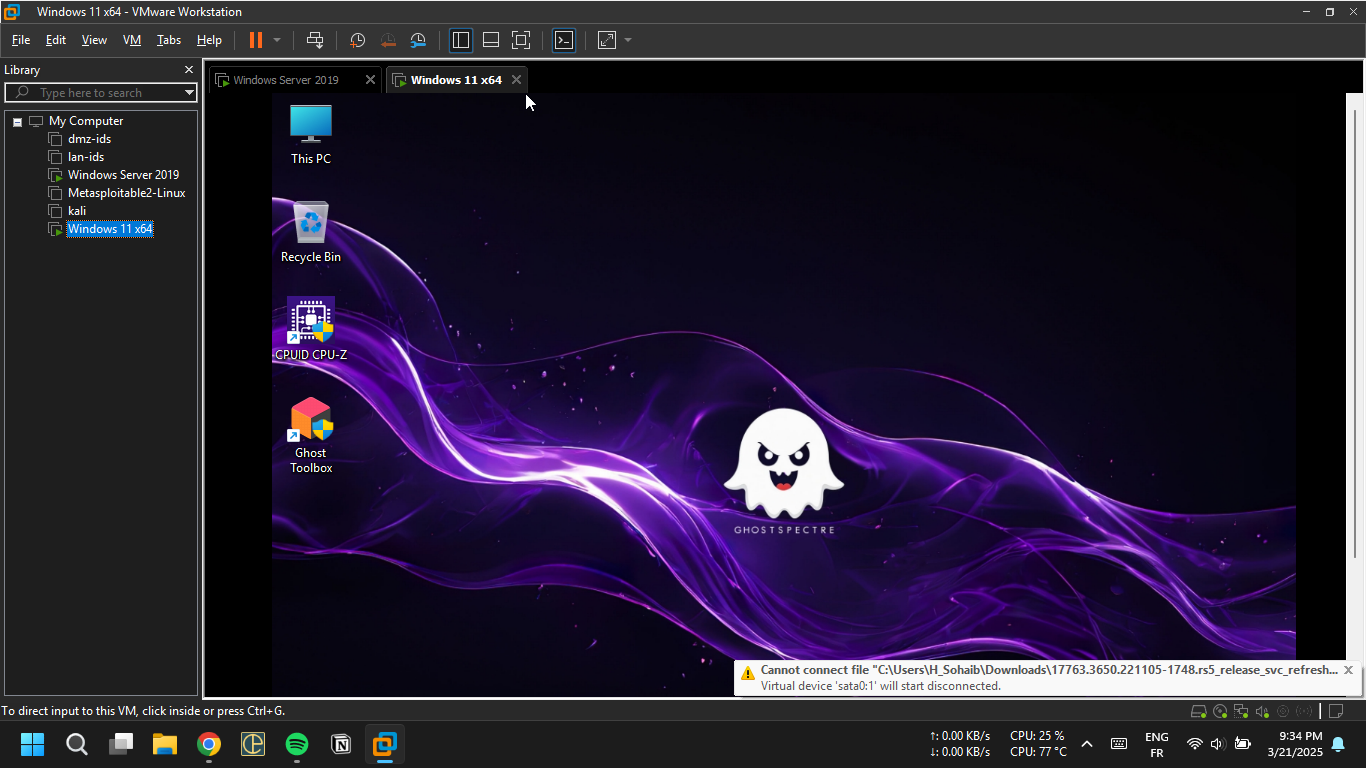 Windows 11 x64 - VMware Workstation
File Edit View VM Tabs Help
Library
Type here to search
My Computer
dmz-ids
lan-ids
Windows Server 2019
Metasploitable2-Linux
kali
Windows 11 x64
Windows Server 2019
Windows 11 x64
This PC
Recycle Bin
CPUID CPU-Z
Ghost
Toolbox
GHOSTSPECTRE
Cannot connect file "C:\Users\H_Sohaib\Downloads\17763.3650.221105-1748.rs5_release_svc_refresh...
Virtual device 'sata0:1' will start disconnected.
To direct input to this VM, click inside or press Ctrl+G.
↑: 0.00 KB/s CPU: 25 %
↓: 0.00 KB/s CPU: 77 °C
ENG
FR
9:34 PM
3/21/2025